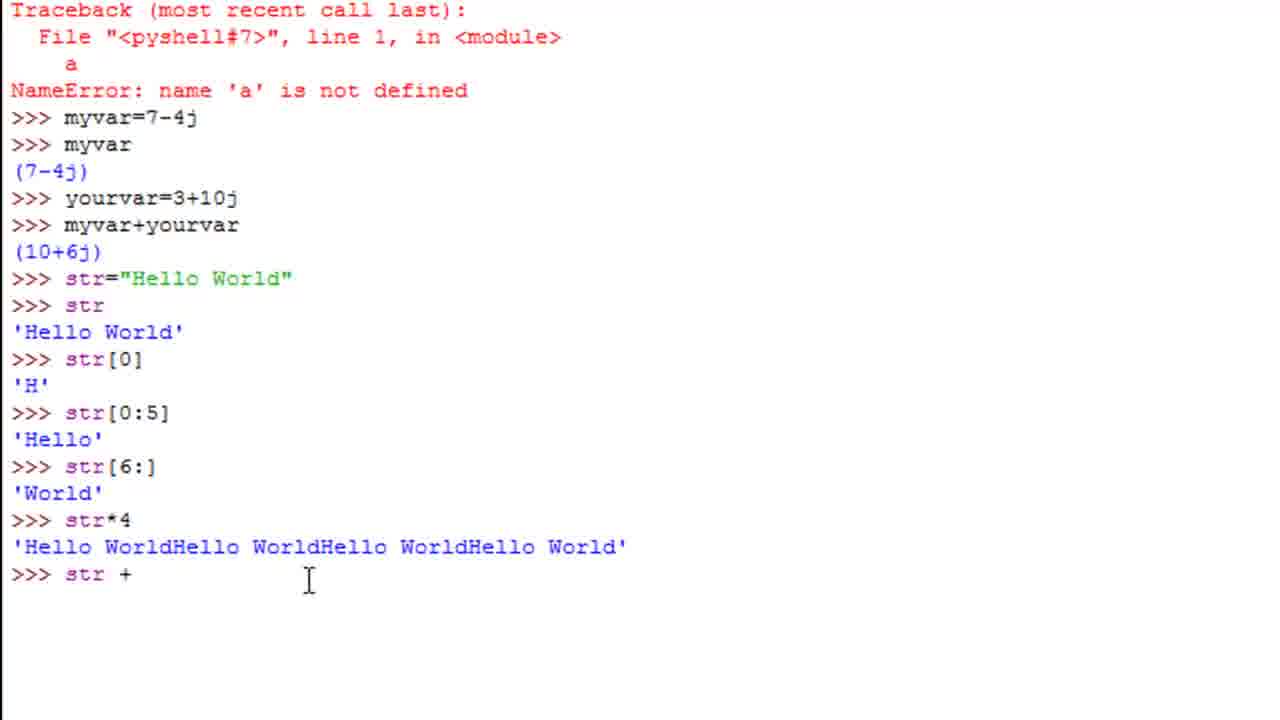 Traceback (most recent call last):
  File "<pyshell#7>", line 1, in <module>
    a
NameError: name 'a' is not defined
>>> myvar=7-4j
>>> myvar
(7-4j)
>>> yourvar=3+10j
>>> myvar+yourvar
(10+6j)
>>> str="Hello World"
>>> str
'Hello World'
>>> str[0]
'H'
>>> str[0:5]
'Hello'
>>> str[6:]
'World'
>>> str*4
'Hello WorldHello WorldHello WorldHello World'
>>> str +